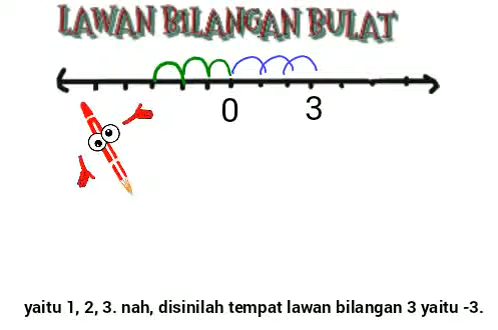 LAWAN BILANGAN BULAT
0 3
yaitu 1, 2, 3. nah, disinilah tempat lawan bilangan 3 yaitu -3.